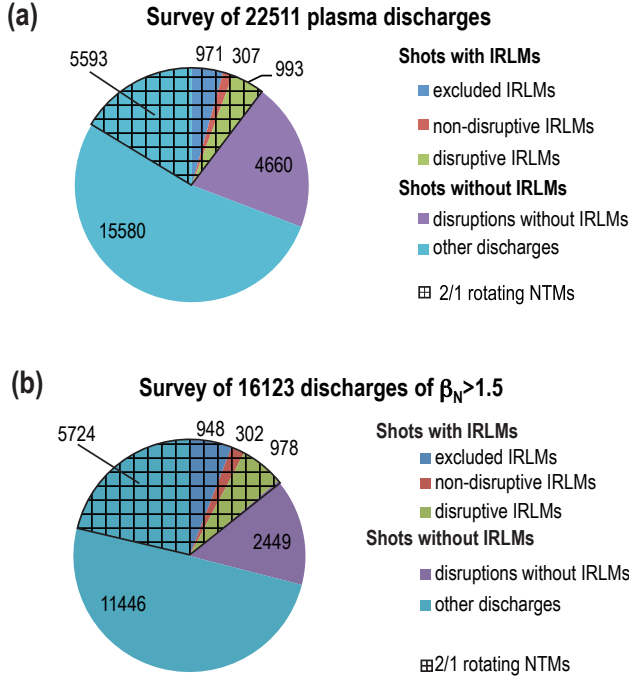 (a)
Survey of 22511 plasma discharges
5593
971
307
993
4660
15580
Shots with IRLMs
excluded IRLMs
non-disruptive IRLMs
disruptive IRLMs
Shots without IRLMs
disruptions without IRLMs
other discharges
2/1 rotating NTMs
(b)
Survey of 16123 discharges of βN>1.5
5724
948
302
978
2449
11446
Shots with IRLMs
excluded IRLMs
non-disruptive IRLMs
disruptive IRLMs
Shots without IRLMs
disruptions without IRLMs
other discharges
2/1 rotating NTMs